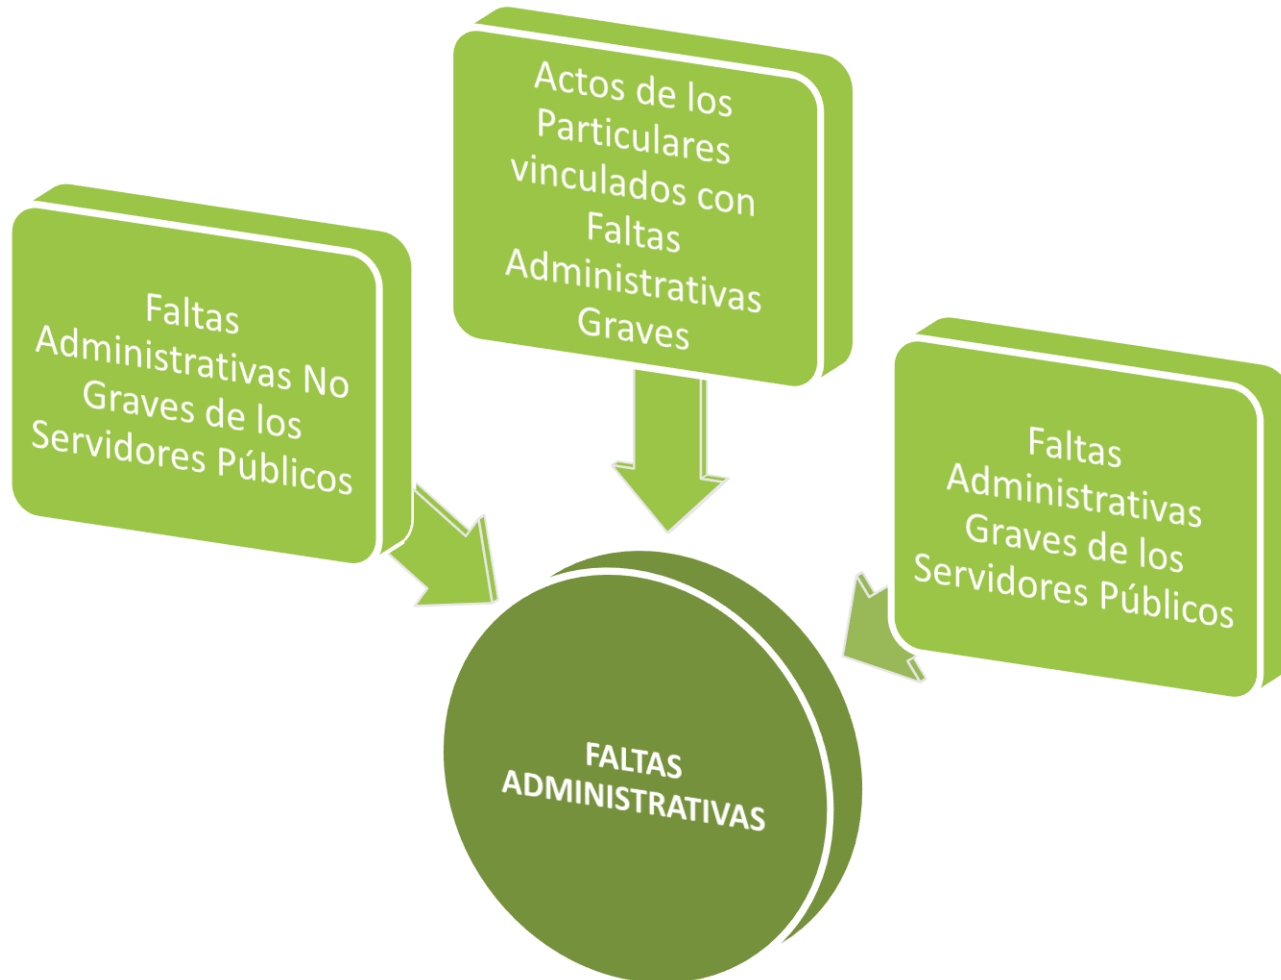 Actos de los
Particulares
vinculados con
Faltas
Administrativas
Graves
Faltas
Administrativas No
Graves de los
Servidores Públicos
Faltas
Administrativas
Graves de los
Servidores Públicos
FALTAS
ADMINISTRATIVAS